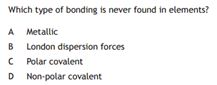 Which type of bonding is never found in elements?
A Metallic
B London dispersion forces
C Polar covalent
D Non-polar covalent